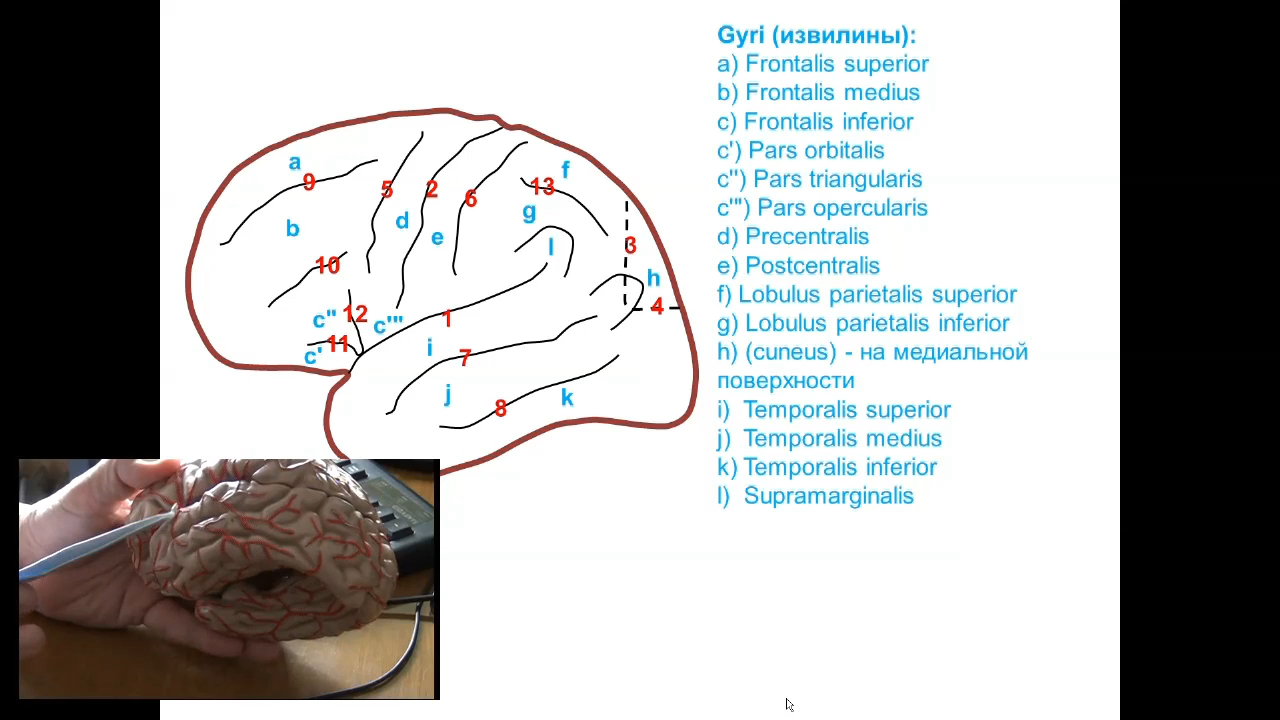 Gyri (извилины):
a) Frontalis superior
b) Frontalis medius
c) Frontalis inferior
c') Pars orbitalis
c'') Pars triangularis
c''') Pars opercularis
d) Precentralis
e) Postcentralis
f) Lobulus parietalis superior
g) Lobulus parietalis inferior
h) (cuneus) - на медиальной
поверхности
i) Temporalis superior
j) Temporalis medius
k) Temporalis inferior
l) Supramarginalis
a
9
5
2
6
13
f
b
d
e
g
l
3
10
h
c''
12
c'''
1
4
c'
11
i
7
j
8
k